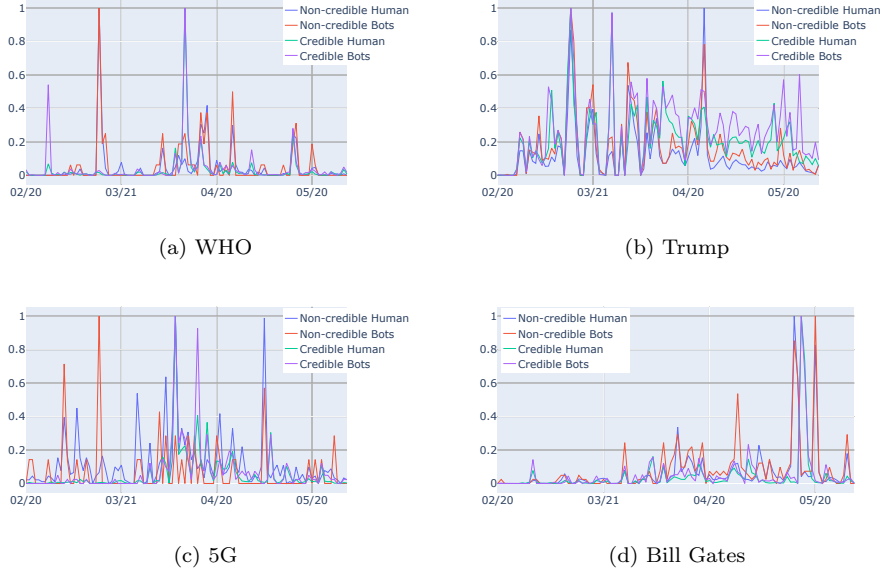 1
0.8
0.6
0.4
0.2
0
02/20
03/21
04/20
05/20
Non-credible Human
Non-credible Bots
Credible Human
Credible Bots
(a) WHO
1
0.8
0.6
0.4
0.2
0
02/20
03/21
04/20
05/20
Non-credible Human
Non-credible Bots
Credible Human
Credible Bots
(b) Trump
1
0.8
0.6
0.4
0.2
0
02/20
03/21
04/20
05/20
Non-credible Human
Non-credible Bots
Credible Human
Credible Bots
(c) 5G
1
0.8
0.6
0.4
0.2
0
02/20
03/21
04/20
05/20
Non-credible Human
Non-credible Bots
Credible Human
Credible Bots
(d) Bill Gates